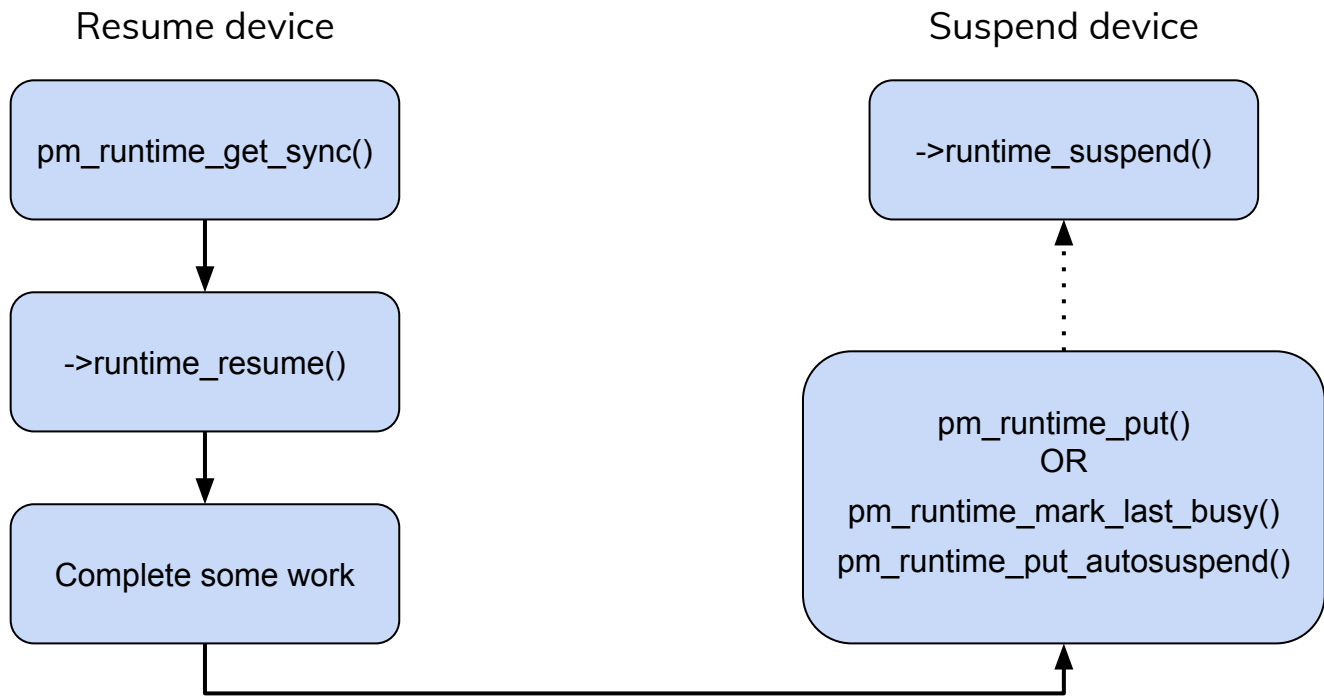 Resume device
pm_runtime_get_sync()
->runtime_resume()
Complete some work
Suspend device
->runtime_suspend()
pm_runtime_put()
OR
pm_runtime_mark_last_busy()
pm_runtime_put_autosuspend()